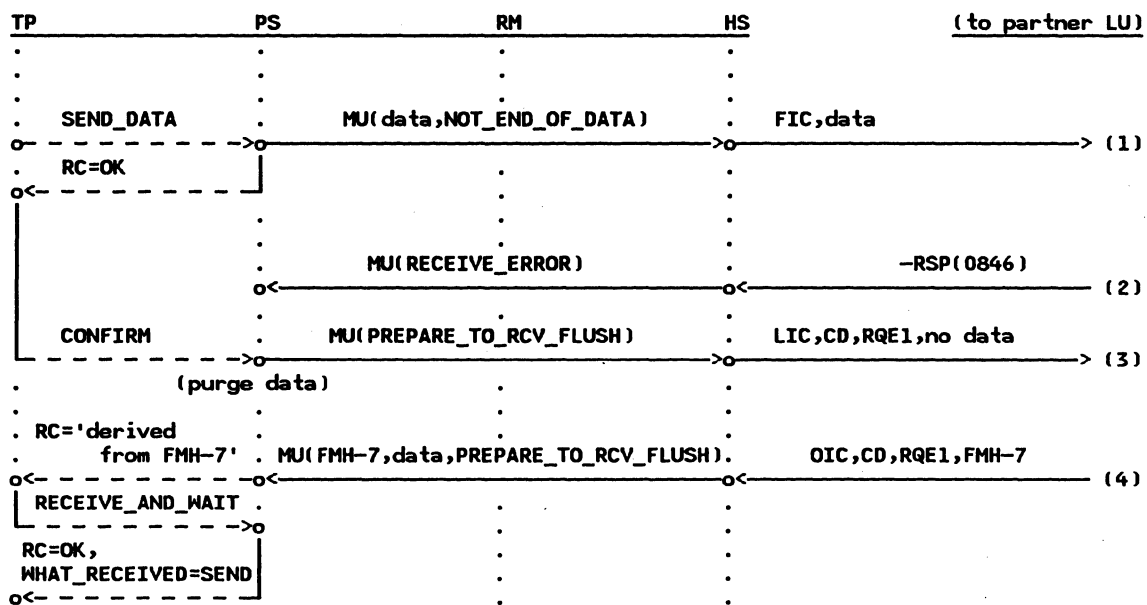 TP PS RM HS (to partner LU)
SEND_DATA MU(data,NOT_END_OF_DATA) FIC,data
(1)
RC=OK
MU(RECEIVE_ERROR) -RSP(0846)
(2)
CONFIRM MU(PREPARE_TO_RCV_FLUSH) LIC,CD,RQE1,no data
(3)
(purge data)
RC='derived
from FMH-7' MU(FMH-7,data,PREPARE_TO_RCV_FLUSH) OIC,CD,RQE1,FMH-7
(4)
RECEIVE_AND_WAIT
RC=OK,
WHAT_RECEIVED=SEND